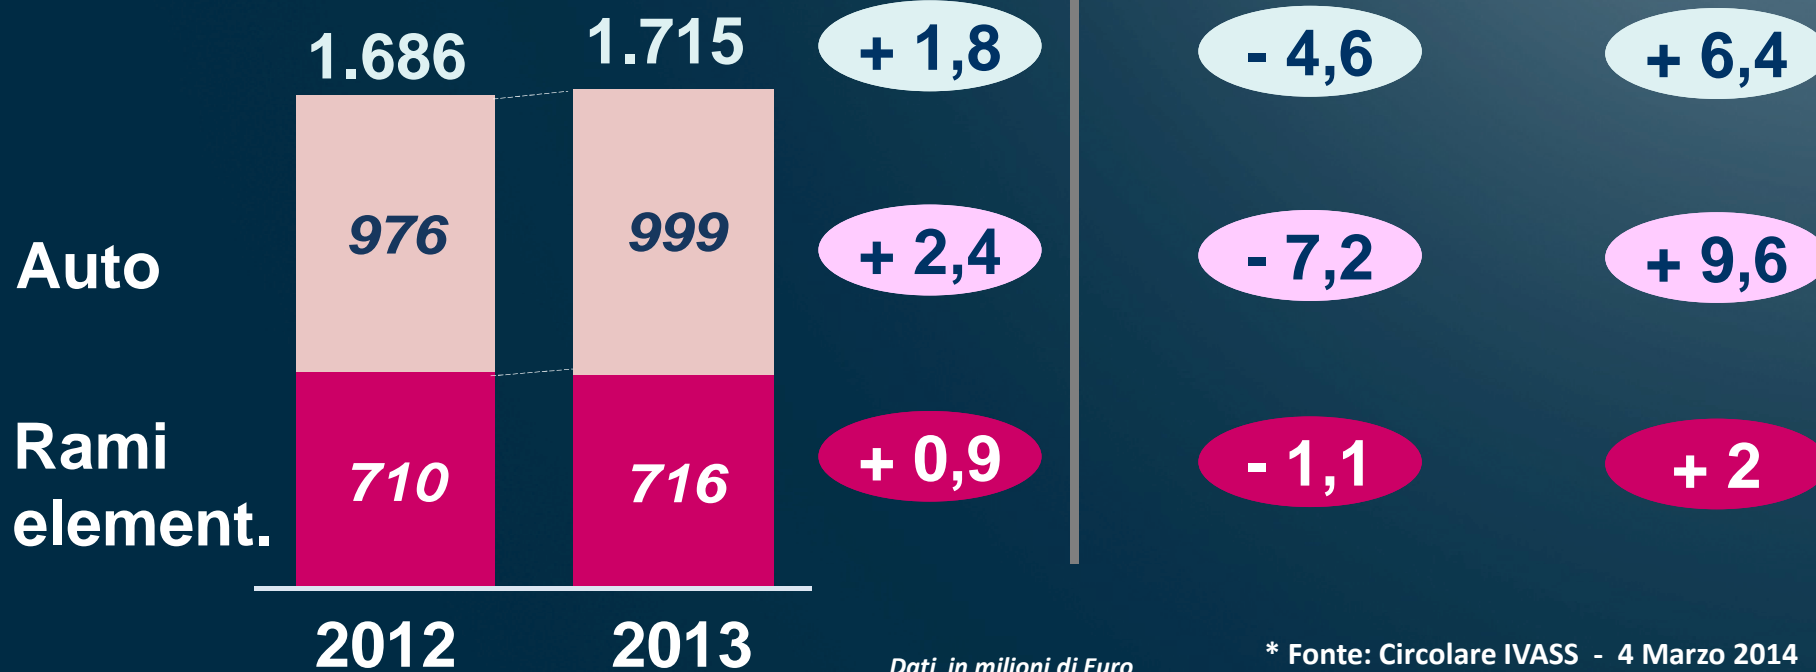 1.686 1.715 + 1,8 - 4,6 + 6,4
Auto 976 999 + 2,4 - 7,2 + 9,6
Rami
element. 710 716 + 0,9 - 1,1 + 2
2012 2013
Dati in milioni di Euro
* Fonte: Circolare IVASS - 4 Marzo 2014